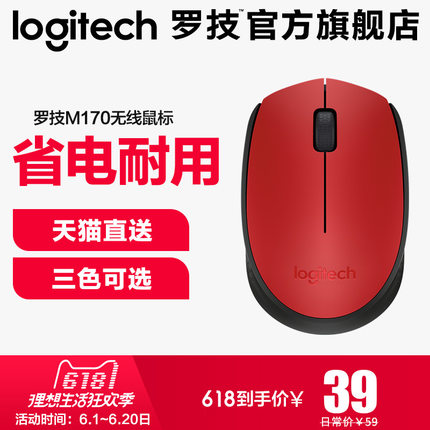 logitech 罗技™官方旗舰店
罗技M170无线鼠标
省电耐用
天猫直送
三色可选
logitech
618
理想生活狂欢季
活动时间：6.1~6.20日
618到手价￥
39
日常价￥59